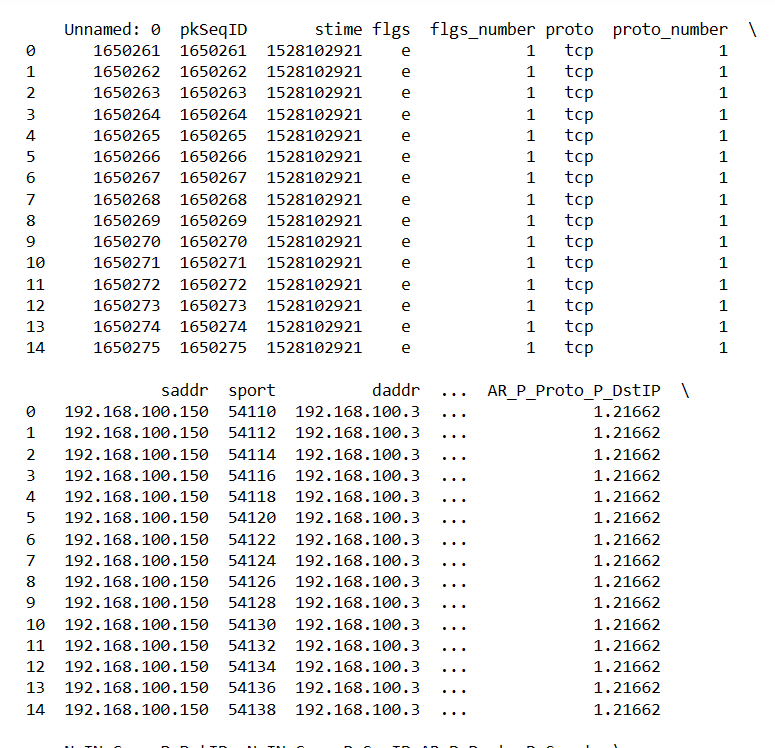 Unnamed: 0 pkSeqID stime flgs flgs_number proto proto_number \
0 1650261 1650261 1528102921 e 1 tcp 1
1 1650262 1650262 1528102921 e 1 tcp 1
2 1650263 1650263 1528102921 e 1 tcp 1
3 1650264 1650264 1528102921 e 1 tcp 1
4 1650265 1650265 1528102921 e 1 tcp 1
5 1650266 1650266 1528102921 e 1 tcp 1
6 1650267 1650267 1528102921 e 1 tcp 1
7 1650268 1650268 1528102921 e 1 tcp 1
8 1650269 1650269 1528102921 e 1 tcp 1
9 1650270 1650270 1528102921 e 1 tcp 1
10 1650271 1650271 1528102921 e 1 tcp 1
11 1650272 1650272 1528102921 e 1 tcp 1
12 1650273 1650273 1528102921 e 1 tcp 1
13 1650274 1650274 1528102921 e 1 tcp 1
14 1650275 1650275 1528102921 e 1 tcp 1
saddr sport daddr ... AR_P_Proto_P_DstIP \
0 192.168.100.150 54110 192.168.100.3 ... 1.21662
1 192.168.100.150 54112 192.168.100.3 ... 1.21662
2 192.168.100.150 54114 192.168.100.3 ... 1.21662
3 192.168.100.150 54116 192.168.100.3 ... 1.21662
4 192.168.100.150 54118 192.168.100.3 ... 1.21662
5 192.168.100.150 54120 192.168.100.3 ... 1.21662
6 192.168.100.150 54122 192.168.100.3 ... 1.21662
7 192.168.100.150 54124 192.168.100.3 ... 1.21662
8 192.168.100.150 54126 192.168.100.3 ... 1.21662
9 192.168.100.150 54128 192.168.100.3 ... 1.21662
10 192.168.100.150 54130 192.168.100.3 ... 1.21662
11 192.168.100.150 54132 192.168.100.3 ... 1.21662
12 192.168.100.150 54134 192.168.100.3 ... 1.21662
13 192.168.100.150 54136 192.168.100.3 ... 1.21662
14 192.168.100.150 54138 192.168.100.3 ... 1.21662